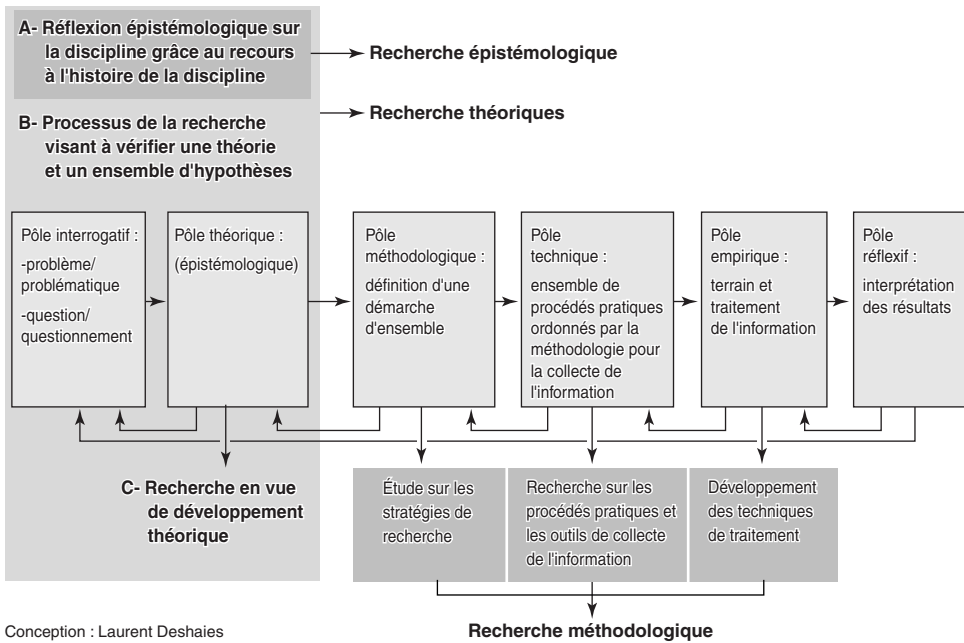 A- Réflexion épistémologique sur
la discipline grâce au recours
à l'histoire de la discipline
Recherche épistémologique
Recherche théoriques
B- Processus de la recherche
visant à vérifier une théorie
et un ensemble d'hypothèses
Pôle interrogatif :
-problème/
problématique
-question/
questionnement
Pôle théorique :
(épistémologique)
Pôle
méthodologique :
définition d'une
démarche
d'ensemble
Pôle
technique :
ensemble de
procédés pratiques
ordonnés par la
méthodologie pour
la collecte de
l'information
Pôle
empirique :
terrain et
traitement
de l'information
Pôle
réflexif :
interprétation
des résultats
C- Recherche en vue
de développement
théorique
Étude sur les
stratégies de
recherche
Recherche sur les
procédés pratiques et
les outils de collecte
de l'information
Développement
des techniques
de traitement
Conception : Laurent Deshaies
Recherche méthodologique